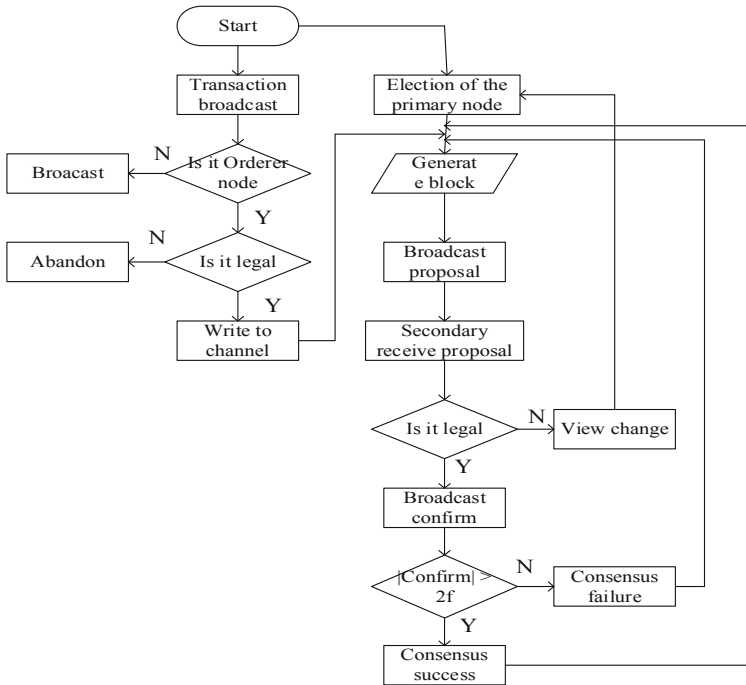 Start
Transaction
broadcast
Election of the
primary node
N
Is it Orderer
node
Broacast
Generat
e block
Y
N
Abandon
Is it legal
Broadcast
proposal
Y
Write to
channel
Secondary
receive proposal
Is it legal
N
View change
Y
Broadcast
confirm
|Confirm| >
2f
N
Consensus
failure
Y
Consensus
success